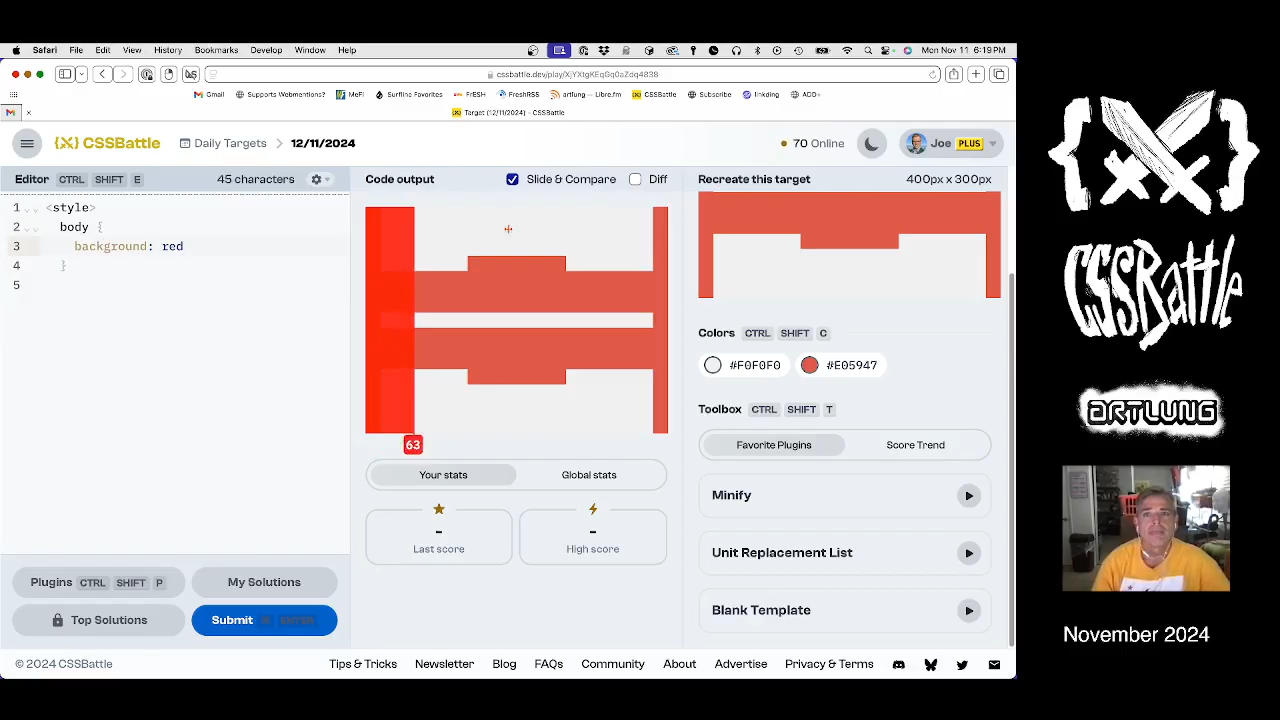 Safari File Edit View History Bookmarks Develop Window Help Mon Nov 11 6:19 PM
cssbattle.dev/play/XjYXtgKEqGq0aZdq4838
Gmail Supports Webmentions? MeFi Surfline Favorites FrESH FreshRSS artlung — Libre.fm CSSBattle Subscribe linkding ADD+
Target (12/11/2024) – CSSBattle
CSSBattle Daily Targets 12/11/2024 70 Online Joe PLUS
Editor CTRL SHIFT E 45 characters
Code output Slide & Compare Diff
Recreate this target 400px x 300px
1 <style>
2 body {
3 background: red
4 }
5
63
Your stats Global stats
-
Last score
-
High score
Colors CTRL SHIFT C
#F0F0F0 #E05947
Toolbox CTRL SHIFT T
Favorite Plugins Score Trend
Minify
Unit Replacement List
Blank Template
Plugins CTRL SHIFT P My Solutions
Top Solutions Submit ENTER
© 2024 CSSBattle Tips & Tricks Newsletter Blog FAQs Community About Advertise Privacy & Terms
CSSBattle
ARTLUNG
November 2024